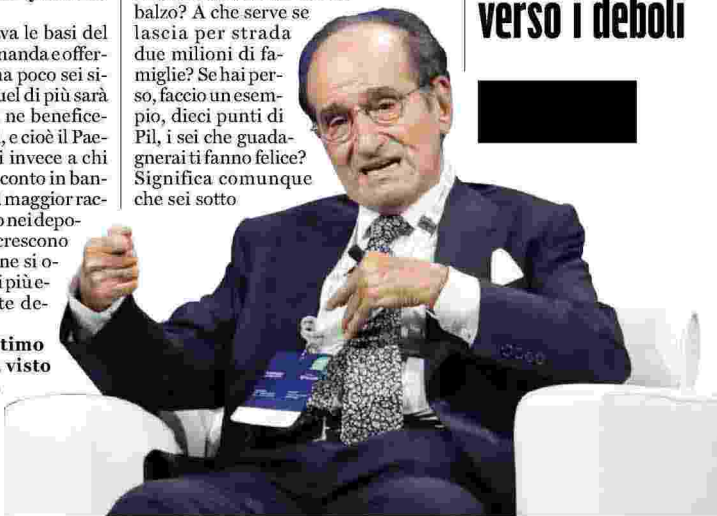 va le basi del
nanda e offer-
na poco sei si-
uel di più sarà
ne benefice-
, e cioè il Pae-
i invece a chi
conto in ban-
maggior rac-
o nei depo-
crescono
ne si o-
i più e-
te de-
timo
visto
balzo? A che serve se
lascia per strada
due milioni di fa-
miglie? Se hai per-
so, faccio un esem-
pio, dieci punti di
Pil, i sei che guada-
gnerai ti fanno felice?
Significa comunque
che sei sotto
verso i deboli